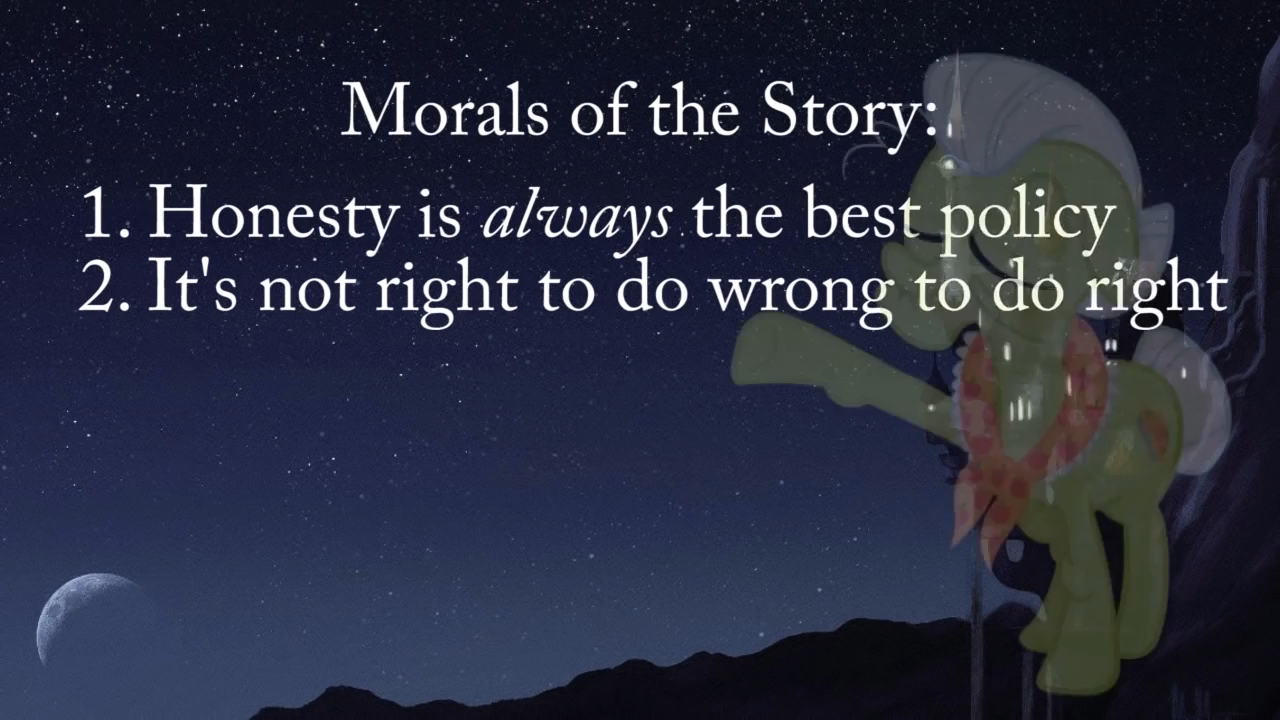 Morals of the Story:
1. Honesty is always the best policy
2. It's not right to do wrong to do right